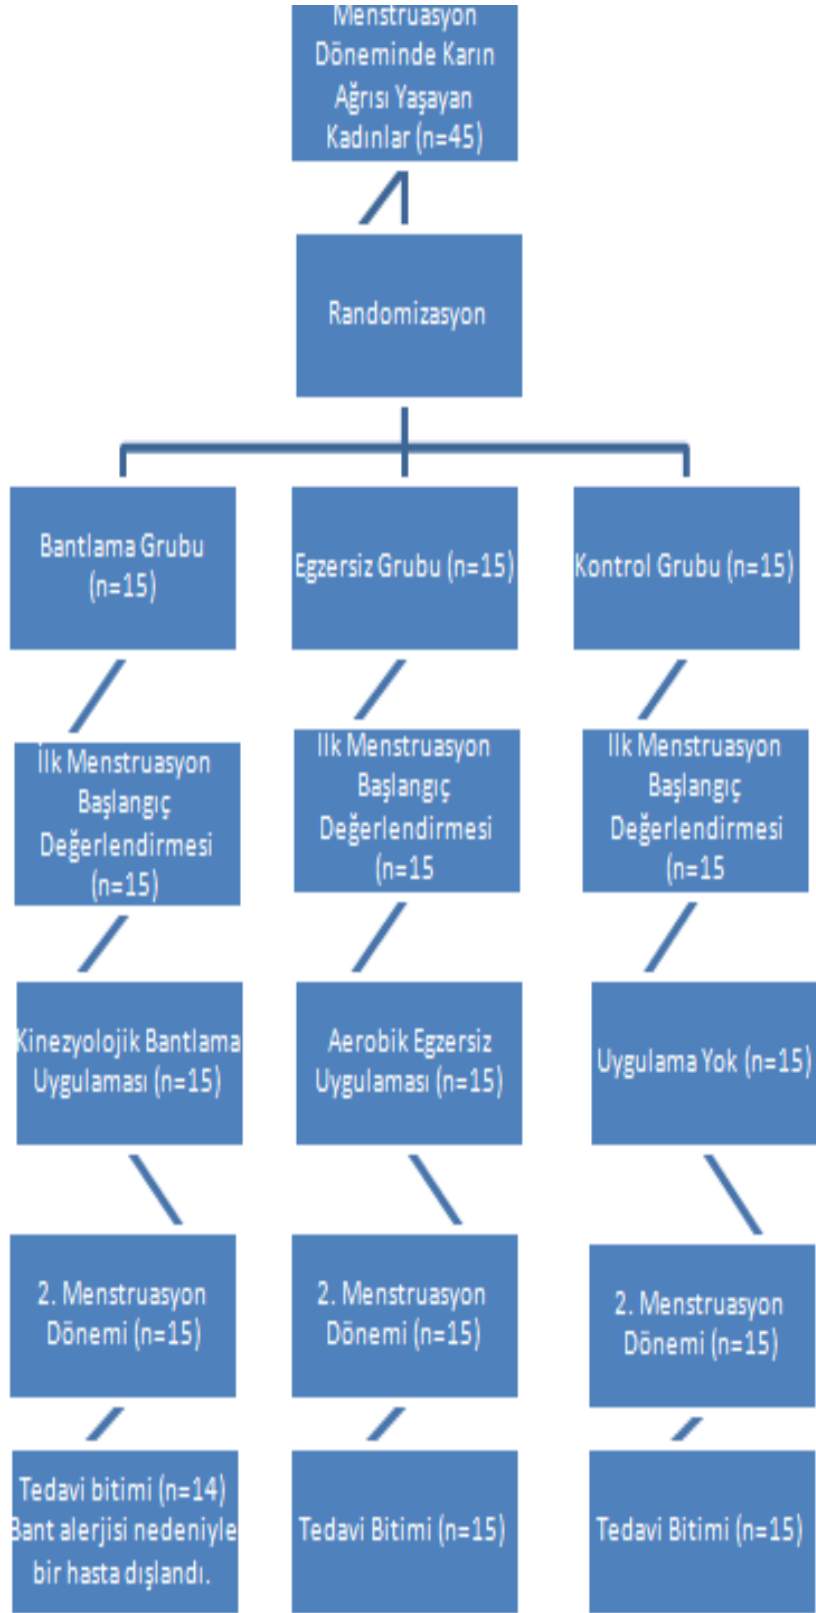 Menstruasyon
Döneminde Karın
Ağrısı Yaşayan
Kadınlar (n=45)
Randomizasyon
Bantlama Grubu
(n=15)
Egzersiz Grubu (n=15)
Kontrol Grubu (n=15)
İlk Menstruasyon
Başlangıç
Değerlendirmesi
(n=15)
İlk Menstruasyon
Başlangıç
Değerlendirmesi
(n=15
İlk Menstruasyon
Başlangıç
Değerlendirmesi
(n=15
Kinezyolojik Bantlama
Uygulaması (n=15)
Aerobik Egzersiz
Uygulaması (n=15)
Uygulama Yok (n=15)
2. Menstruasyon
Dönemi (n=15)
2. Menstruasyon
Dönemi (n=15)
2. Menstruasyon
Dönemi (n=15)
Tedavi bitimi (n=14)
Bant alerjisi nedeniyle
bir hasta dışlandı.
Tedavi Bitimi (n=15)
Tedavi Bitimi (n=15)